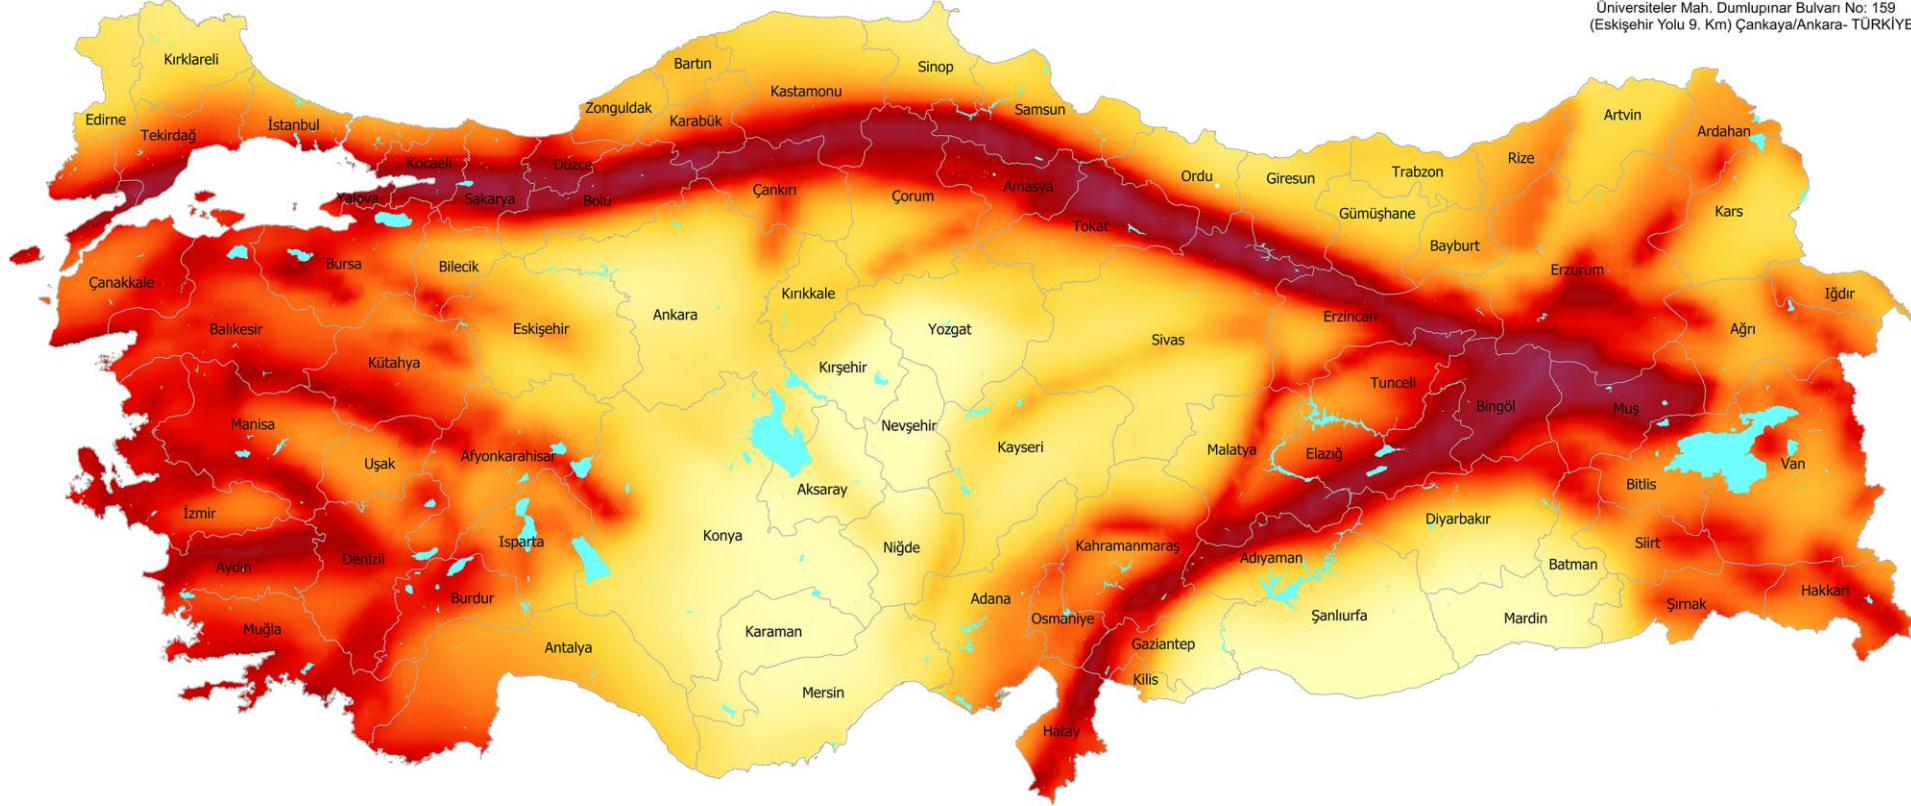 Üniversiteler Mah. Dumlupınar Bulvarı No: 159
(Eskişehir Yolu 9. Km) Çankaya/Ankara- TÜRKİYE
Kırklareli
Edirne
Tekirdağ
İstanbul
Kocaeli
Yalova
Sakarya
Düzce
Bolu
Zonguldak
Bartın
Karabük
Kastamonu
Sinop
Samsun
Çankırı
Çorum
Amasya
Tokat
Ordu
Giresun
Trabzon
Gümüşhane
Bayburt
Rize
Artvin
Ardahan
Kars
Erzurum
Iğdır
Ağrı
Çanakkale
Bursa
Bilecik
Balıkesir
Kütahya
Eskişehir
Ankara
Kırıkkale
Yozgat
Kırşehir
Sivas
Erzincan
Tunceli
Bingöl
Muş
Manisa
Uşak
Afyonkarahisar
Nevşehir
Kayseri
Malatya
Elazığ
Van
Bitlis
İzmir
Aksaray
Isparta
Konya
Niğde
Kahramanmaraş
Adıyaman
Diyarbakır
Siirt
Batman
Aydın
Denizli
Burdur
Adana
Osmaniye
Şanlıurfa
Mardin
Şırnak
Hakkari
Muğla
Antalya
Karaman
Gaziantep
Kilis
Mersin
Hatay